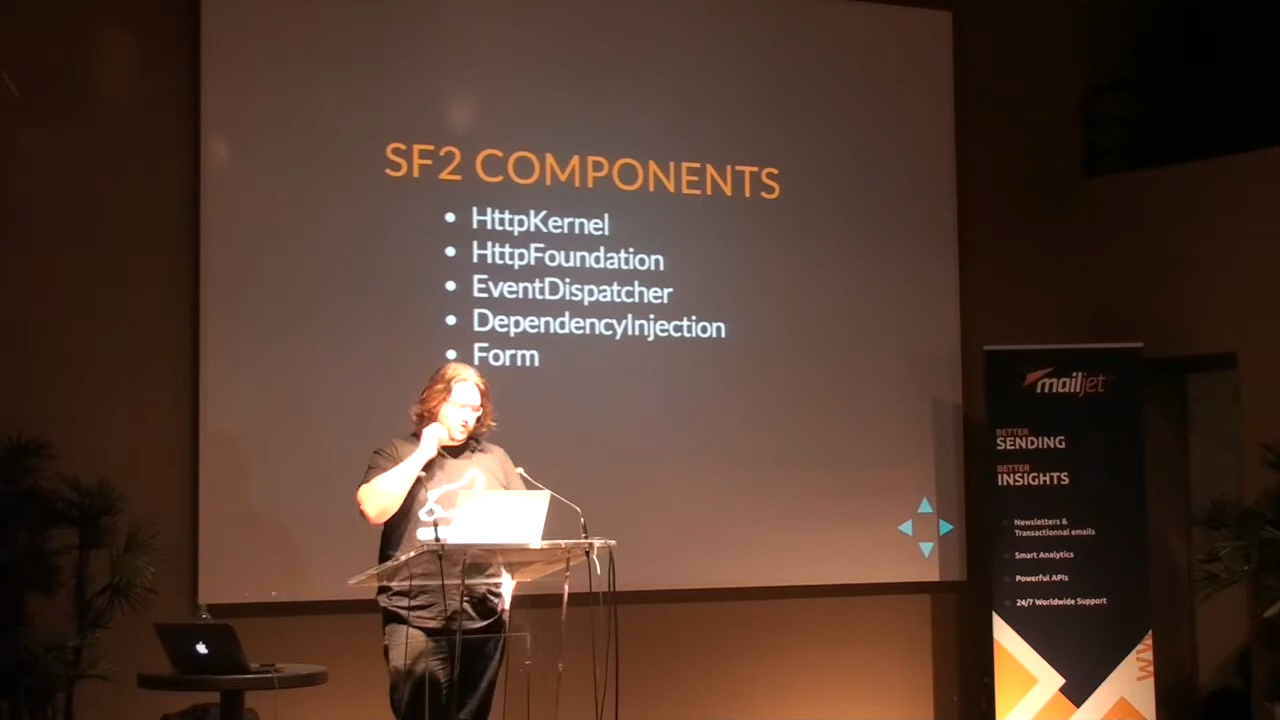 SF2 COMPONENTS
HttpKernel
HttpFoundation
EventDispatcher
DependencyInjection
Form
mailjet
BETTER
SENDING
BETTER
INSIGHTS
Newsletters &
Transactionnal emails
Smart Analytics
Powerful APIs
24/7 Worldwide Support